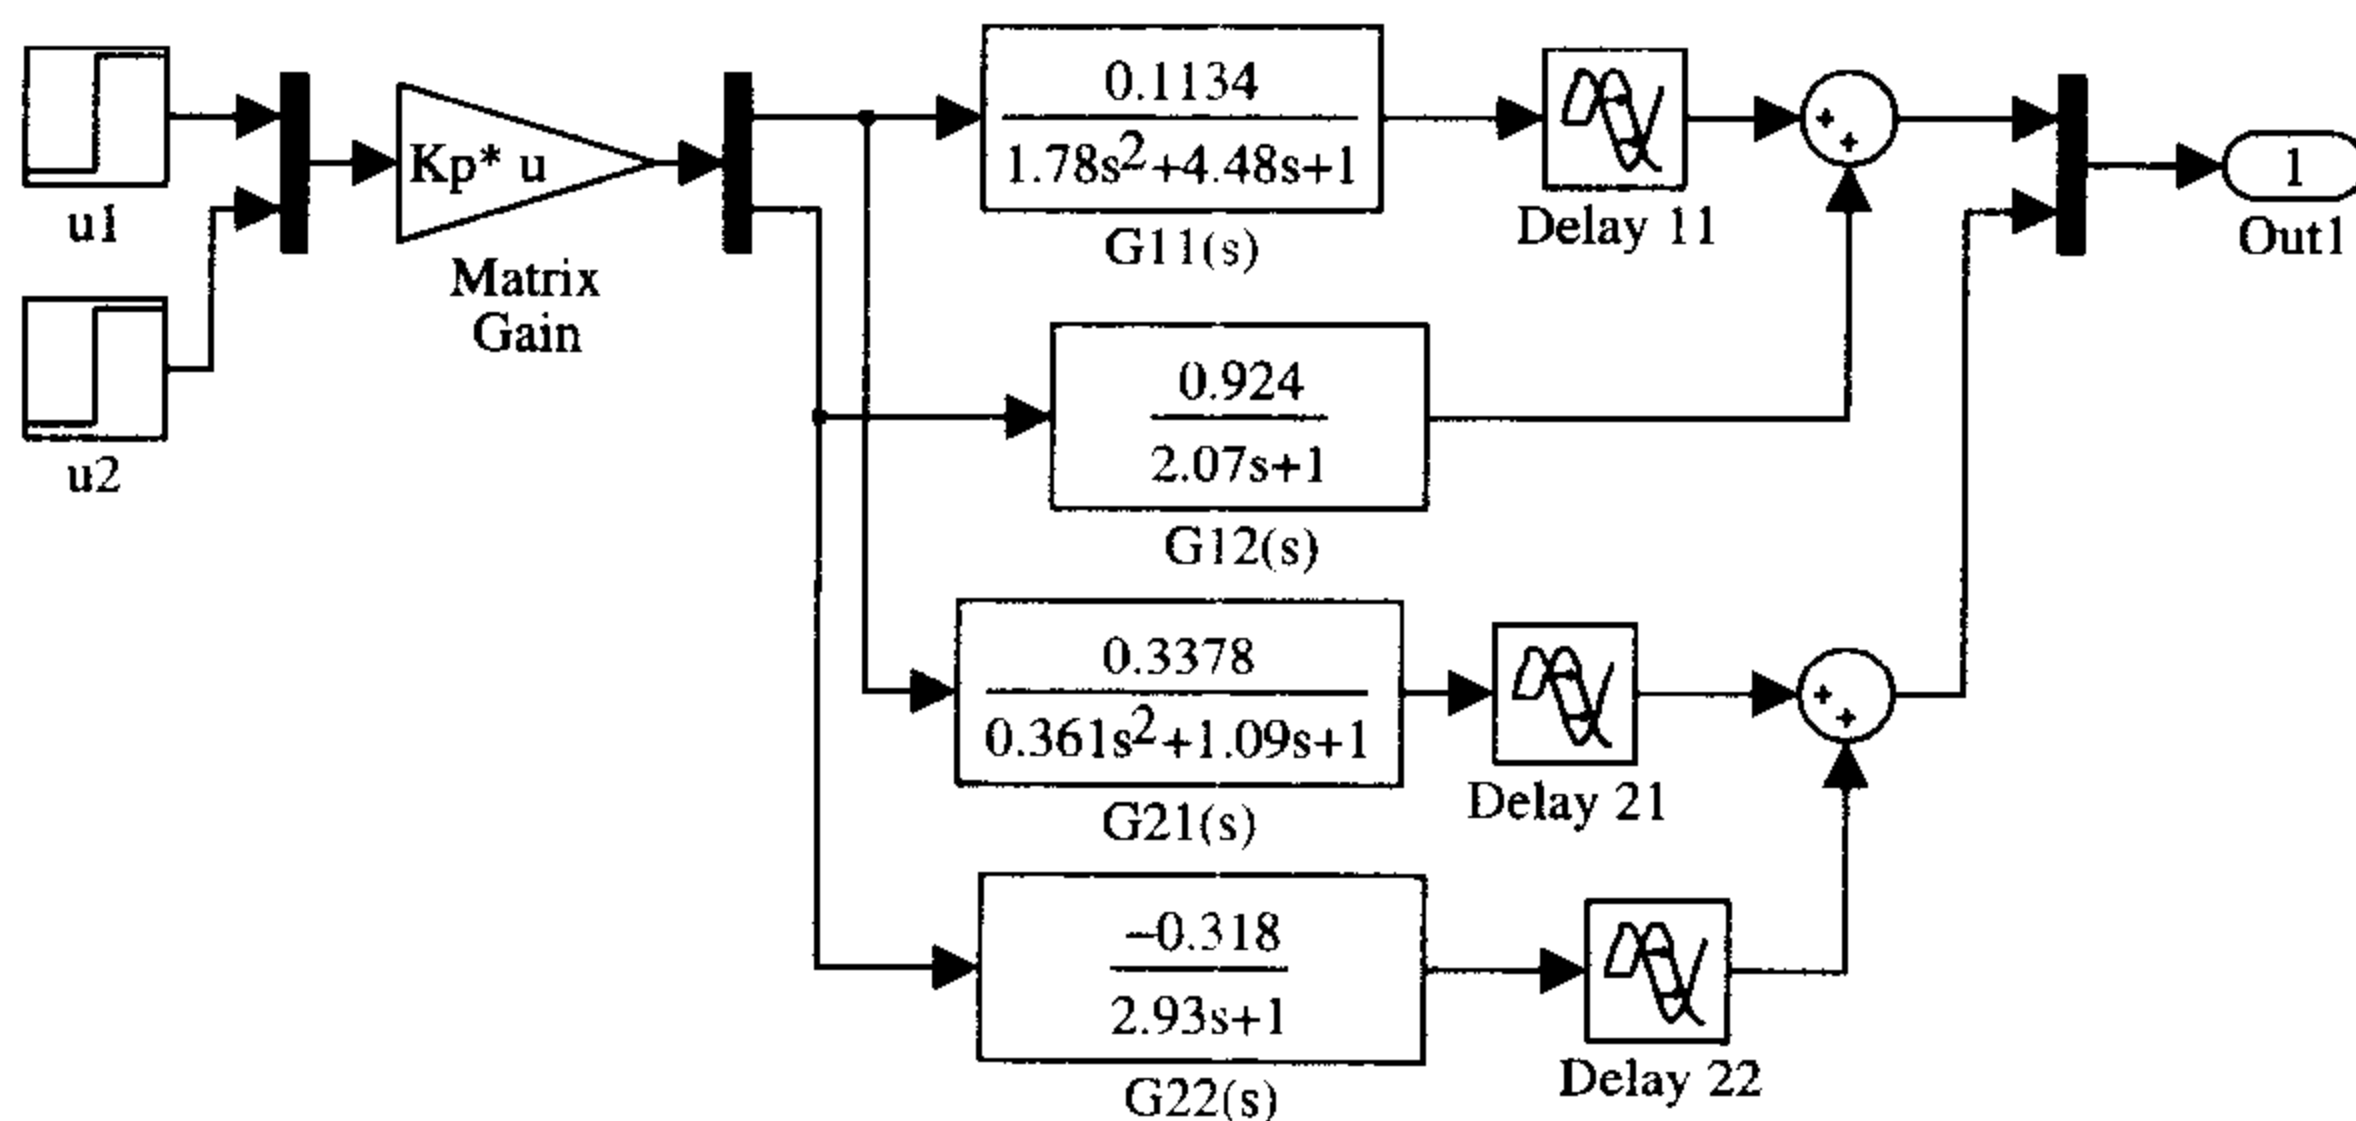 u1
u2
Kp* u
Matrix
Gain
0.1134
1.78s²+4.48s+1
G11(s)
Delay 11
+
+
1
Out1
0.924
2.07s+1
G12(s)
0.3378
0.361s²+1.09s+1
G21(s)
Delay 21
+
+
–0.318
2.93s+1
G22(s)
Delay 22